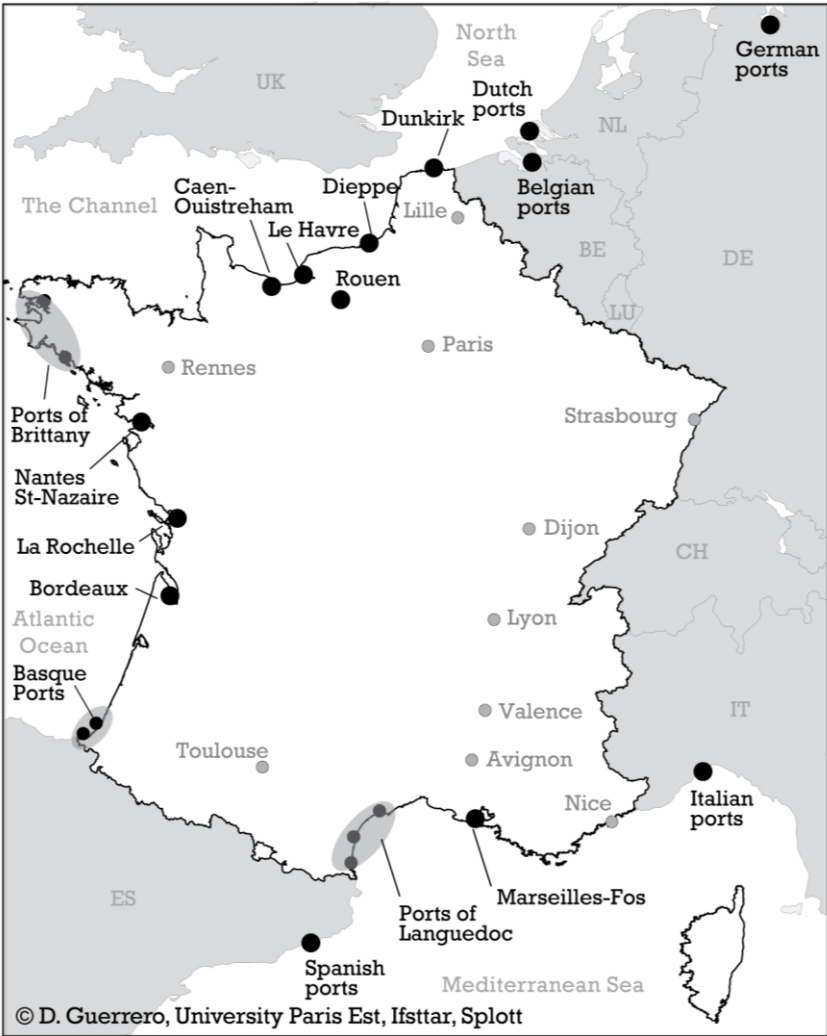 North
Sea
German
ports
UK
Dutch
ports
Dunkirk
NL
Caen-
Ouistreham
Dieppe
Belgian
ports
The Channel
Lille
Le Havre
BE
DE
Rouen
LU
Paris
Rennes
Ports of
Brittany
Strasbourg
Nantes
St-Nazaire
La Rochelle
Dijon
CH
Bordeaux
Atlantic
Ocean
Lyon
Basque
Ports
Valence
IT
Toulouse
Avignon
Nice
Italian
ports
ES
Marseilles-Fos
Ports of
Languedoc
Spanish
ports
Mediterranean Sea
© D. Guerrero, University Paris Est, Ifsttar, Splott